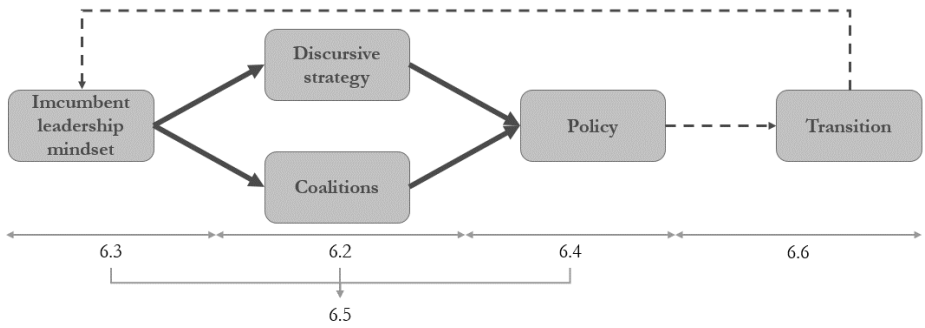 Discursive
strategy
Imcumbent
leadership
mindset
Policy
Transition
Coalitions
6.3
6.2
6.4
6.6
6.5